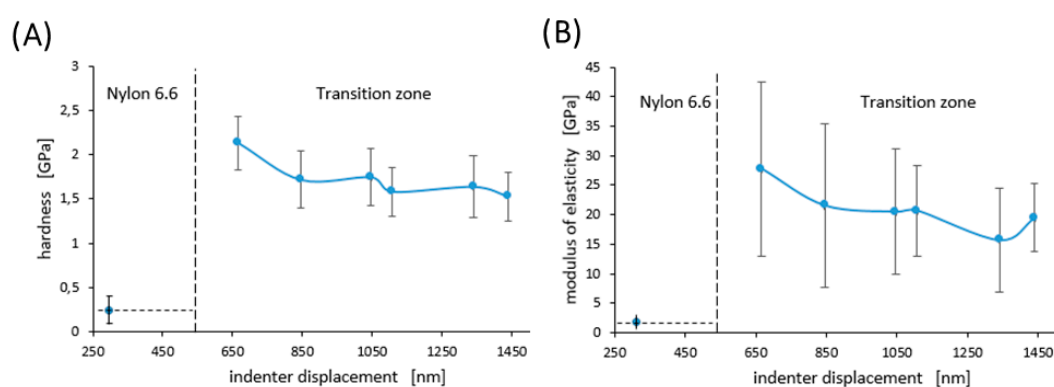 (A)
3
2,5
2
1,5
1
0,5
0
hardness [GPa]
Nylon 6.6
Transition zone
250 450 650 850 1050 1250 1450
indenter displacement [nm]
(B)
45
40
35
30
25
20
15
10
5
0
modulus of elasticity [GPa]
Nylon 6.6
Transition zone
250 450 650 850 1050 1250 1450
indenter displacement [nm]